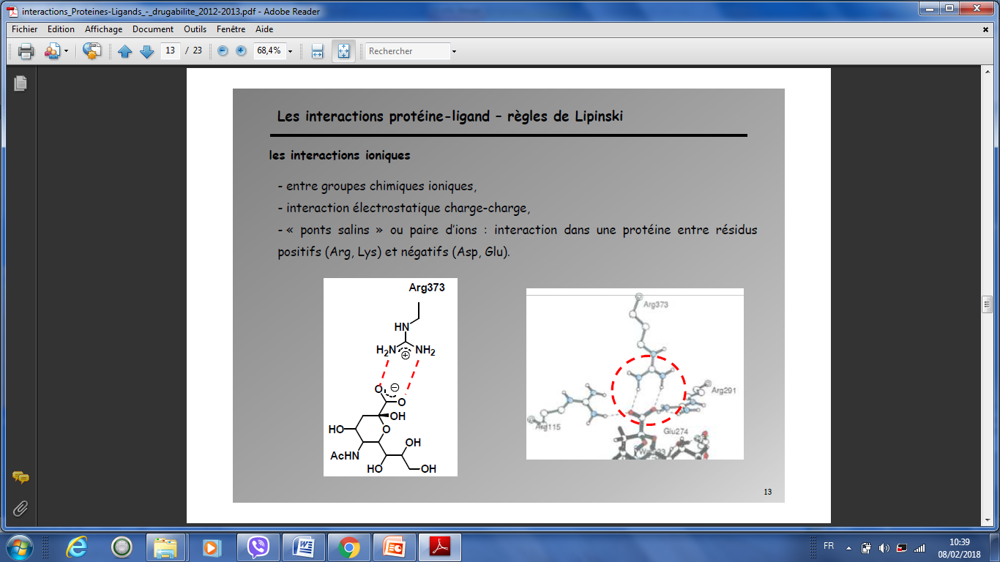 interactions_Proteines-Ligands_-_drugabilite_2012-2013.pdf - Adobe Reader
Fichier Edition Affichage Document Outils Fenêtre Aide
13 / 23 68,4% Rechercher
Les interactions protéine-ligand – règles de Lipinski
les interactions ioniques
- entre groupes chimiques ioniques,
- interaction électrostatique charge-charge,
- « ponts salins » ou paire d'ions : interaction dans une protéine entre résidus
positifs (Arg, Lys) et négatifs (Asp, Glu).
Arg373
HN
H2N NH2
O
O
OH
HO O
OH
AcHN
HO OH
Arg373
Arg291
Arg115
Glu274
13
FR
10:39
08/02/2018